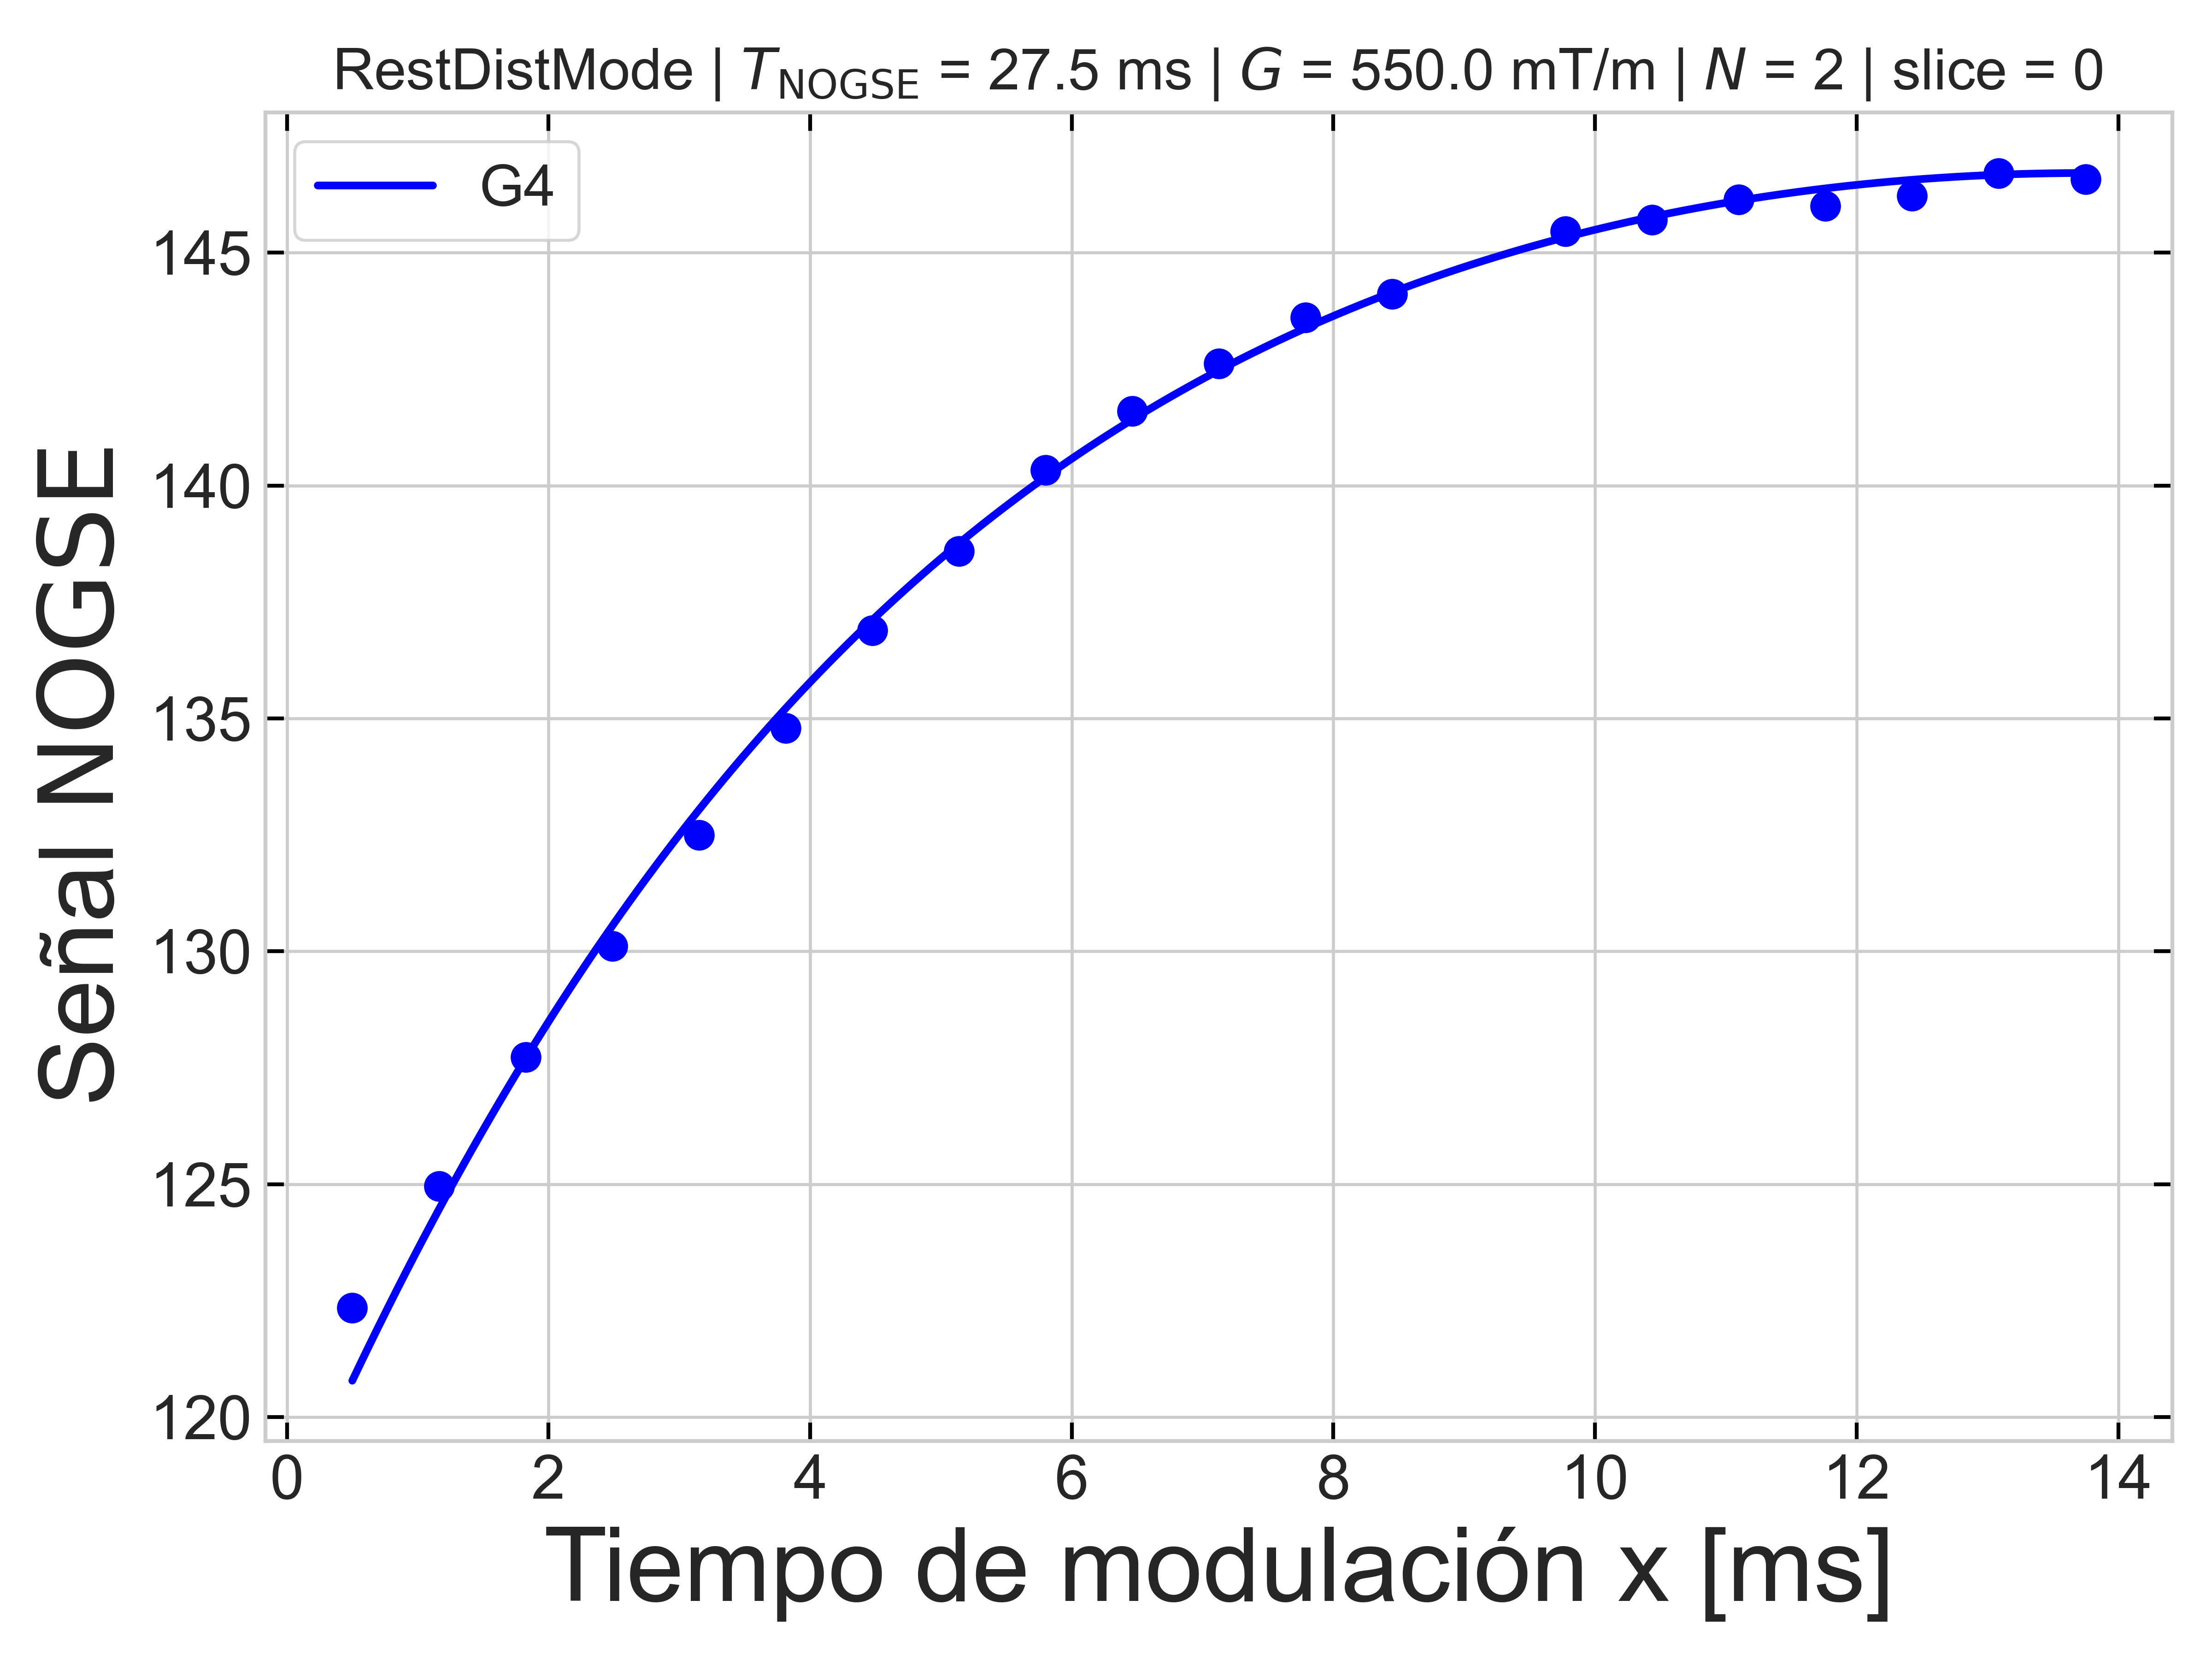 RestDistMode | T_NOGSE = 27.5 ms | G = 550.0 mT/m | N = 2 | slice = 0
G4
Señal NOGSE
145
140
135
130
125
120
0 2 4 6 8 10 12 14
Tiempo de modulación x [ms]